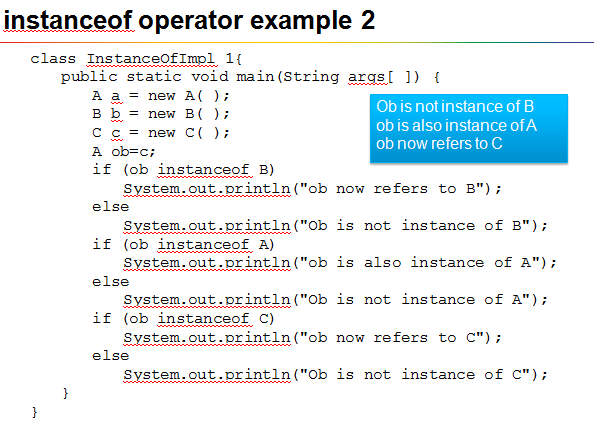 instanceof operator example 2
class InstanceOfImpl 1{
public static void main(String args[ ]) {
A a = new A( );
B b = new B( );
C c = new C( );
A ob=c;
if (ob instanceof B)
System.out.println("ob now refers to B");
else
System.out.println("Ob is not instance of B");
if (ob instanceof A)
System.out.println("ob is also instance of A");
else
System.out.println("Ob is not instance of A");
if (ob instanceof C)
System.out.println("ob now refers to C");
else
System.out.println("Ob is not instance of C");
}
}
Ob is not instance of B
ob is also instance of A
ob now refers to C